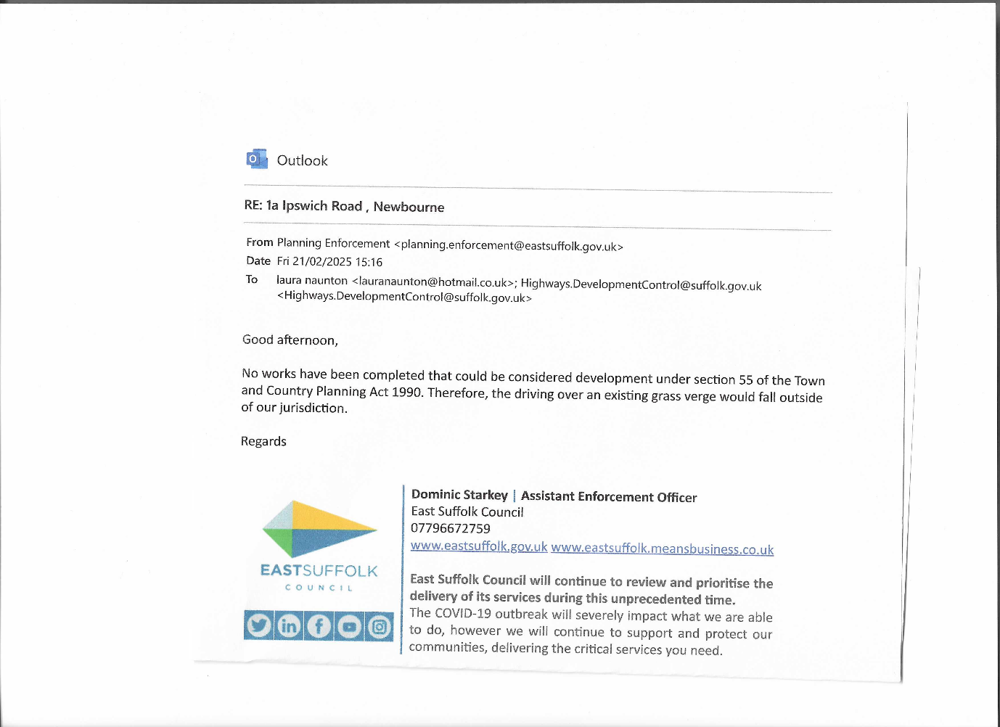 Outlook
RE: 1a Ipswich Road , Newbourne
From Planning Enforcement <planning.enforcement@eastsuffolk.gov.uk>
Date Fri 21/02/2025 15:16
To laura naunton <lauranaunton@hotmail.co.uk>; Highways.DevelopmentControl@suffolk.gov.uk
<Highways.DevelopmentControl@suffolk.gov.uk>
Good afternoon,
No works have been completed that could be considered development under section 55 of the Town
and Country Planning Act 1990. Therefore, the driving over an existing grass verge would fall outside
of our jurisdiction.
Regards
EASTSUFFOLK
COUNCIL
Dominic Starkey | Assistant Enforcement Officer
East Suffolk Council
07796672759
www.eastsuffolk.gov.uk www.eastsuffolk.meansbusiness.co.uk
East Suffolk Council will continue to review and prioritise the
delivery of its services during this unprecedented time.
The COVID-19 outbreak will severely impact what we are able
to do, however we will continue to support and protect our
communities, delivering the critical services you need.